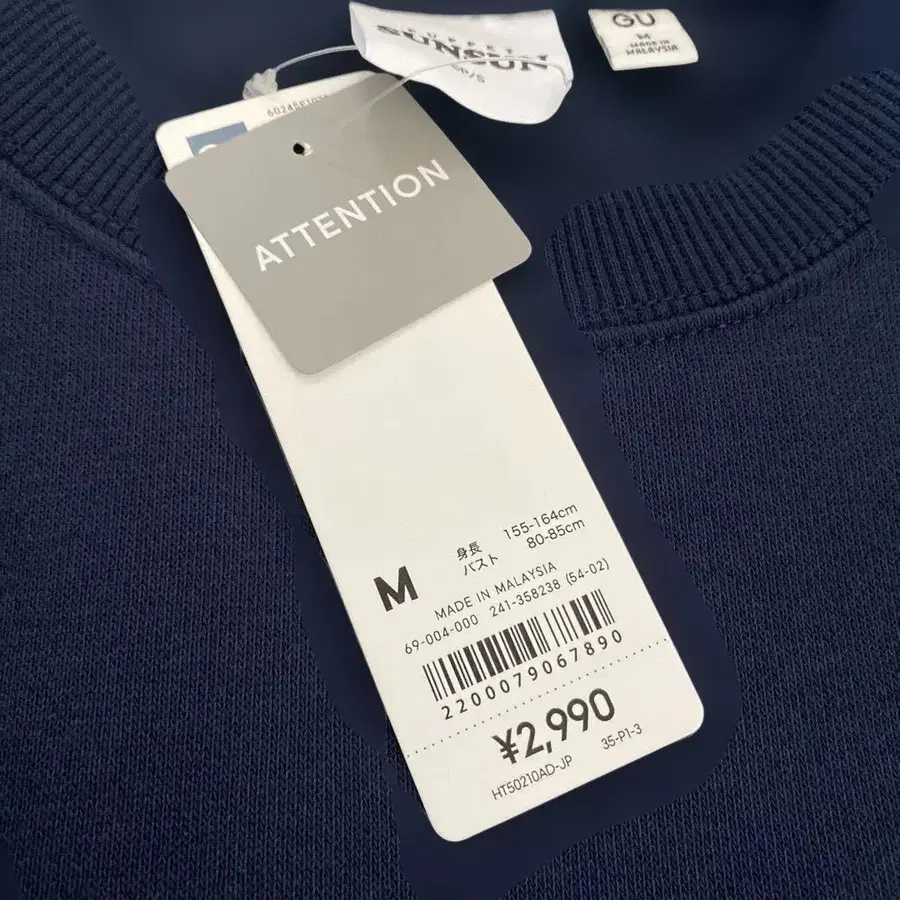 PUPPET
SUNSUN
GU
M
MADE IN
MALAYSIA
ATTENTION
M
身長 155-164cm
バスト 80-85cm
MADE IN MALAYSIA
69-004-000 241-358238 (54-02)
2200079067890
¥2,990
HT50210AD-JP 35-P1-3